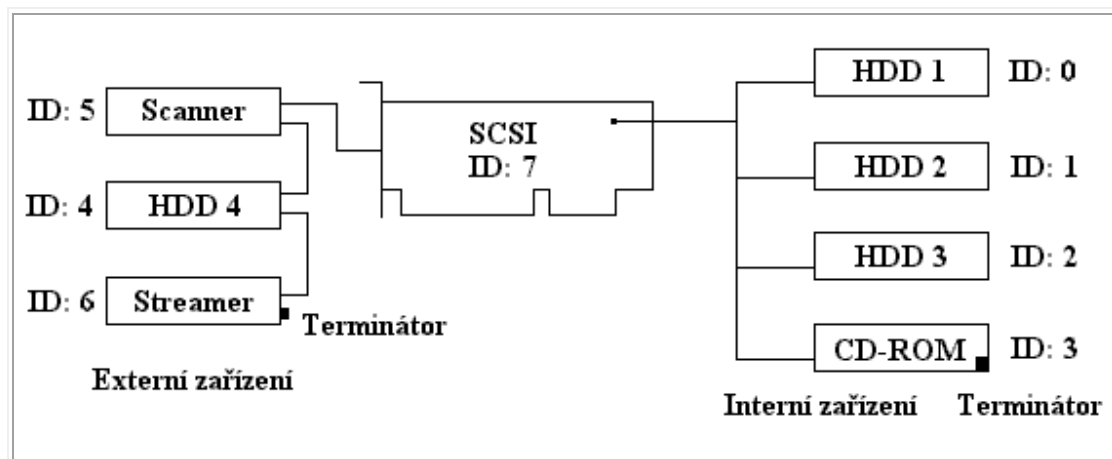 ID: 5
Scanner
ID: 4
HDD 4
ID: 6
Streamer
Terminátor
Externí zařízení
SCSI
ID: 7
HDD 1
ID: 0
HDD 2
ID: 1
HDD 3
ID: 2
CD-ROM
ID: 3
Interní zařízení
Terminátor